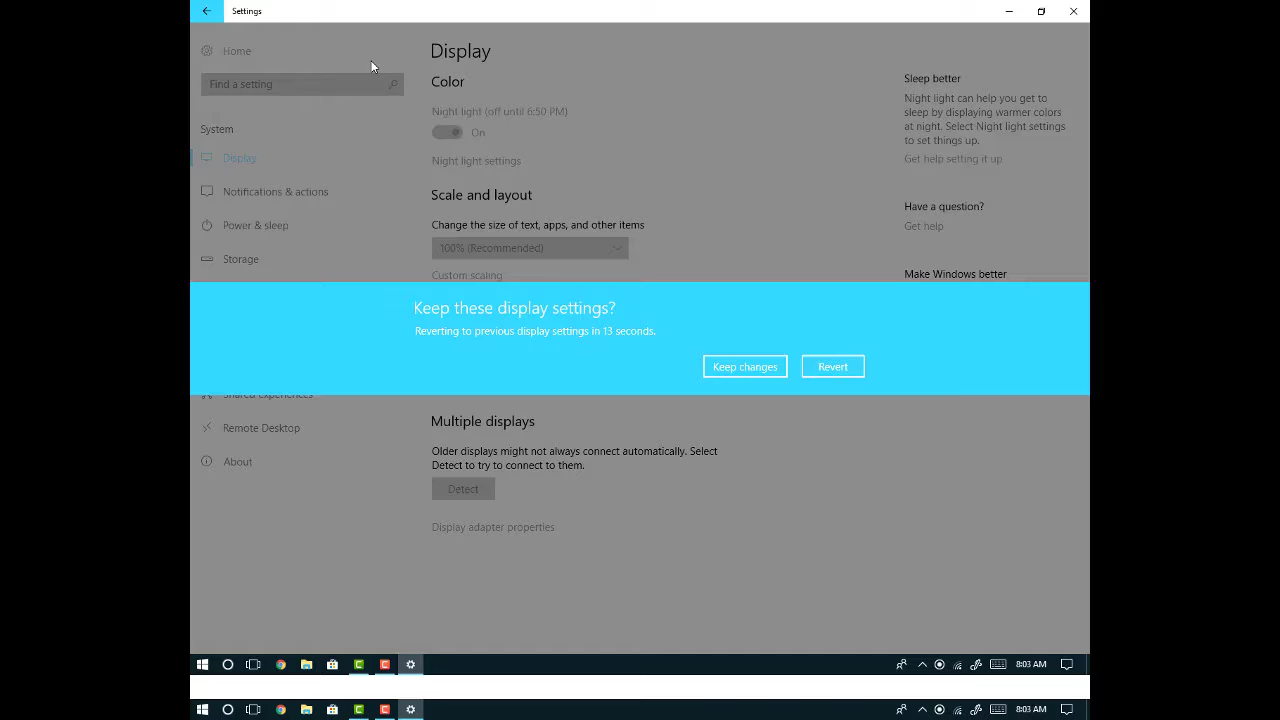 Settings
Home
Find a setting
System
Display
Notifications & actions
Power & sleep
Storage
Display
Color
Night light (off until 6:50 PM)
On
Night light settings
Scale and layout
Change the size of text, apps, and other items
100% (Recommended)
Custom scaling
Sleep better
Night light can help you get to
sleep by displaying warmer colors
at night. Select Night light settings
to set things up.
Get help setting it up
Have a question?
Get help
Make Windows better
Keep these display settings?
Reverting to previous display settings in 13 seconds.
Keep changes
Revert
Shared experiences
Remote Desktop
About
Multiple displays
Older displays might not always connect automatically. Select
Detect to try to connect to them.
Detect
Display adapter properties
8:03 AM
8:03 AM